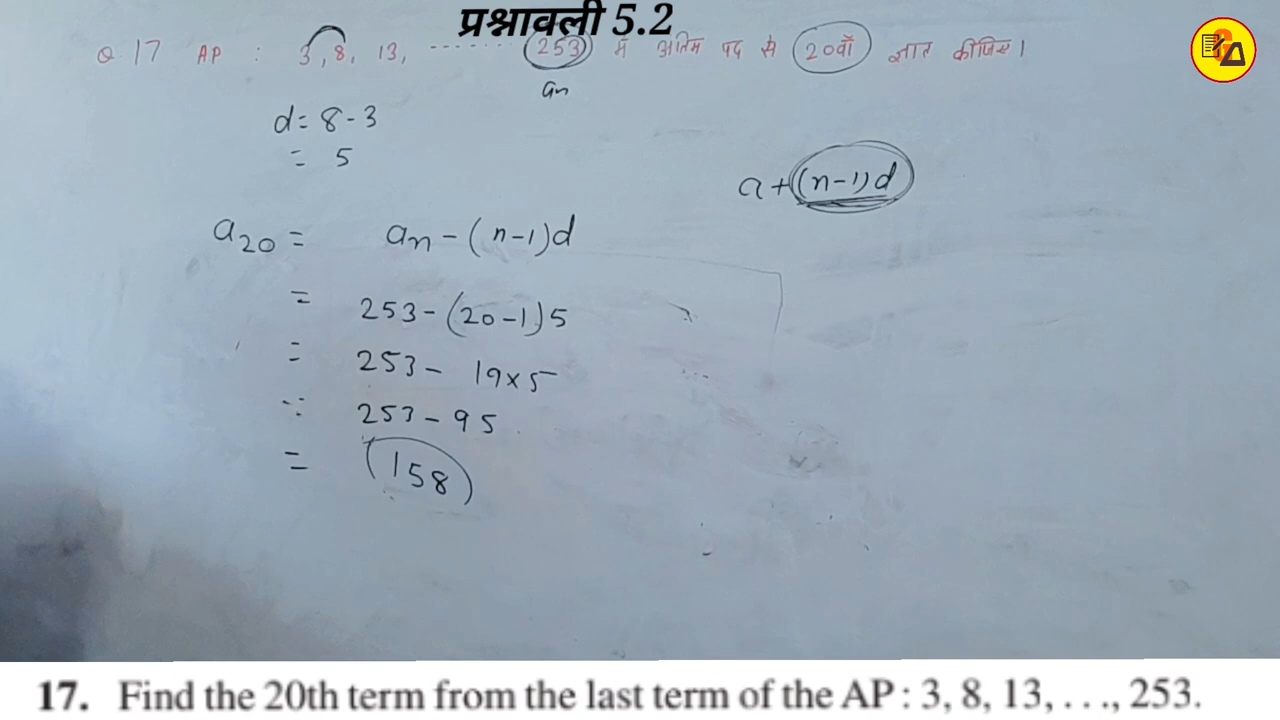 प्रश्नावली 5.2
Q 17 AP : 3, 8, 13, ------- 253 में अंतिम पद से 20वाँ ज्ञात कीजिए।
an
d = 8 - 3
= 5
a + (n-1)d
a20 = an - (n-1)d
= 253 - (20-1)5
= 253 - 19×5
= 253 - 95
= 158
17. Find the 20th term from the last term of the AP : 3, 8, 13, . . ., 253.